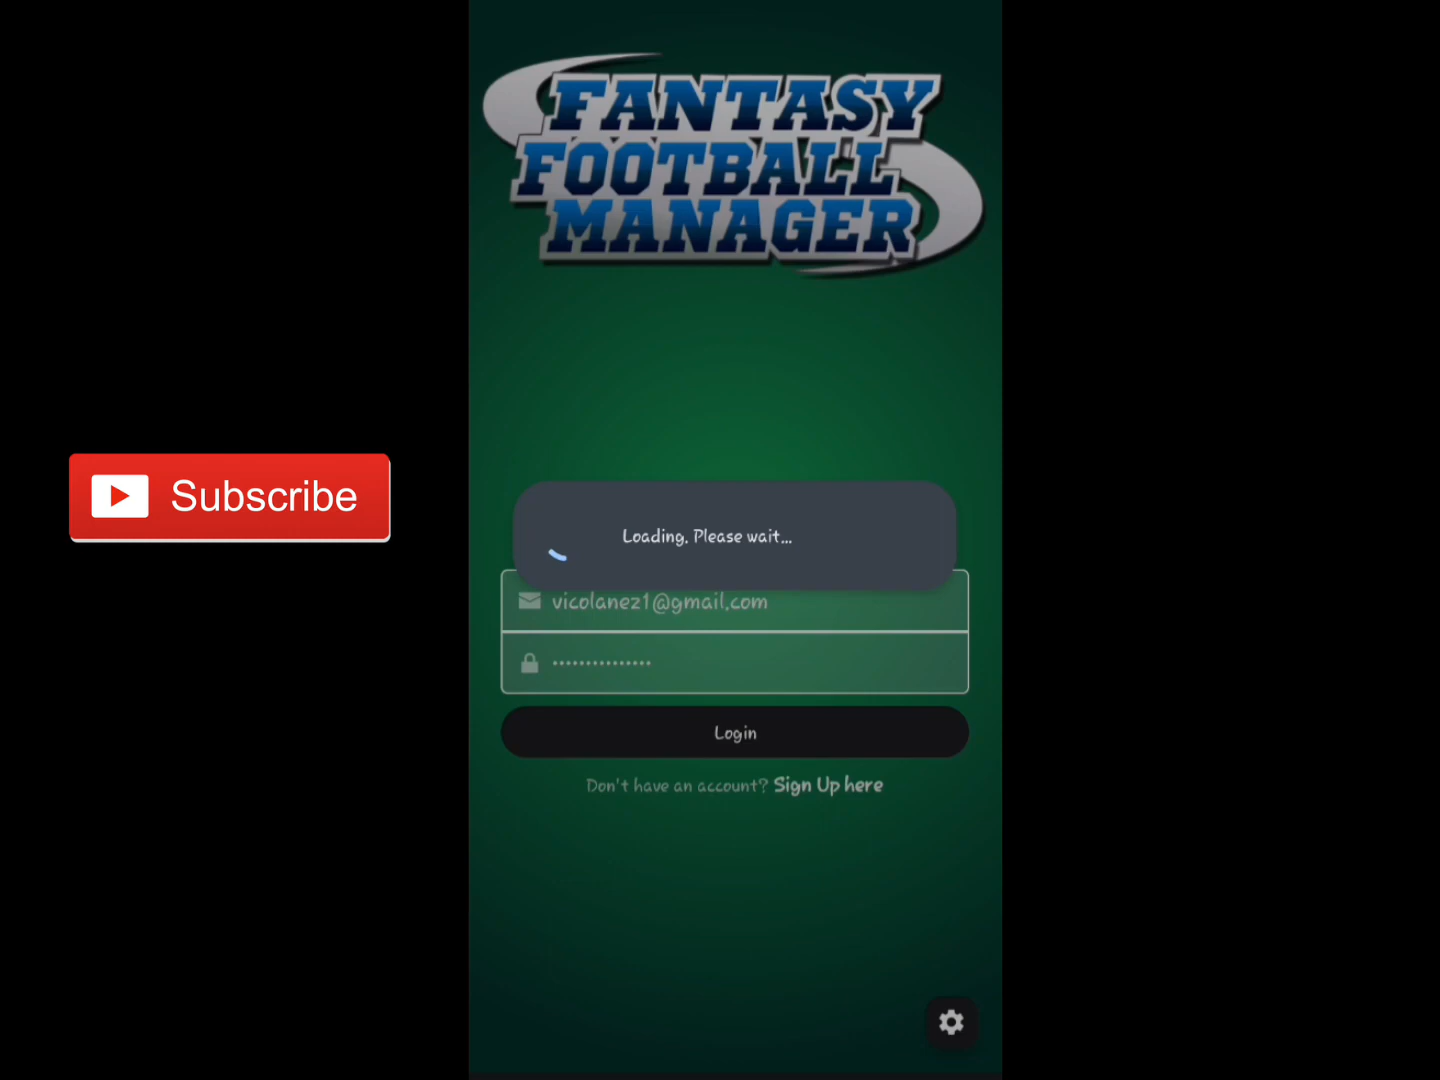 FANTASY
FOOTBALL
MANAGER
Subscribe
Loading. Please wait...
vicolanez1@gmail.com
•••••••••••••••
Login
Don't have an account? Sign Up here